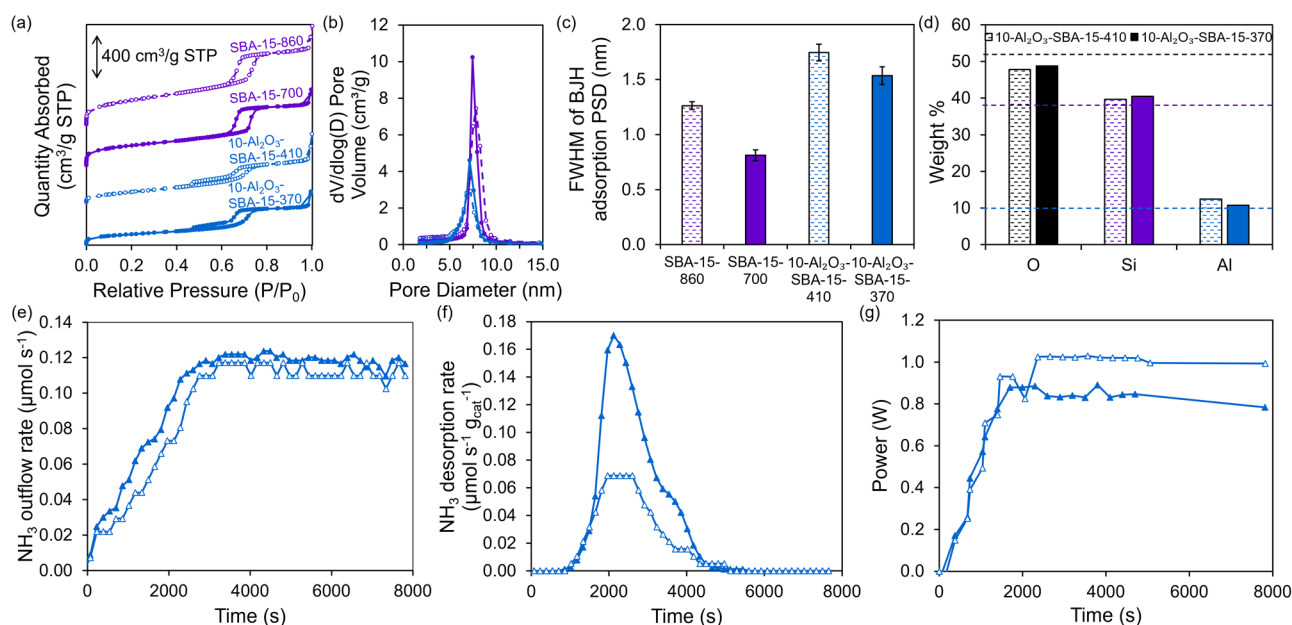 (a)
400 cm³/g STP
SBA-15-860
SBA-15-700
10-Al₂O₃-
SBA-15-410
10-Al₂O₃-
SBA-15-370
Quantity Absorbed
(cm³/g STP)
0.0 0.2 0.4 0.6 0.8 1.0
Relative Pressure (P/P₀)
(b)
dV/dlog(D) Pore
Volume (cm³/g)
12
10
8
6
4
2
0
0.0 5.0 10.0 15.0
Pore Diameter (nm)
(c)
FWHM of BJH
adsorption PSD (nm)
2.0
1.5
1.0
0.5
0.0
SBA-15-
860
SBA-15-
700
10-Al₂O₃-
SBA-15-
410
10-Al₂O₃-
SBA-15-
370
(d)
10-Al₂O₃-SBA-15-410
10-Al₂O₃-SBA-15-370
Weight %
60
50
40
30
20
10
0
O Si Al
(e)
NH₃ outflow rate (µmol s⁻¹)
0.14
0.12
0.10
0.08
0.06
0.04
0.02
0.00
0 2000 4000 6000 8000
Time (s)
(f)
NH₃ desorption rate
(µmol s⁻¹ gcat⁻¹)
0.18
0.16
0.14
0.12
0.10
0.08
0.06
0.04
0.02
0.00
0 2000 4000 6000 8000
Time (s)
(g)
Power (W)
1.2
1.0
0.8
0.6
0.4
0.2
0.0
0 2000 4000 6000 8000
Time (s)